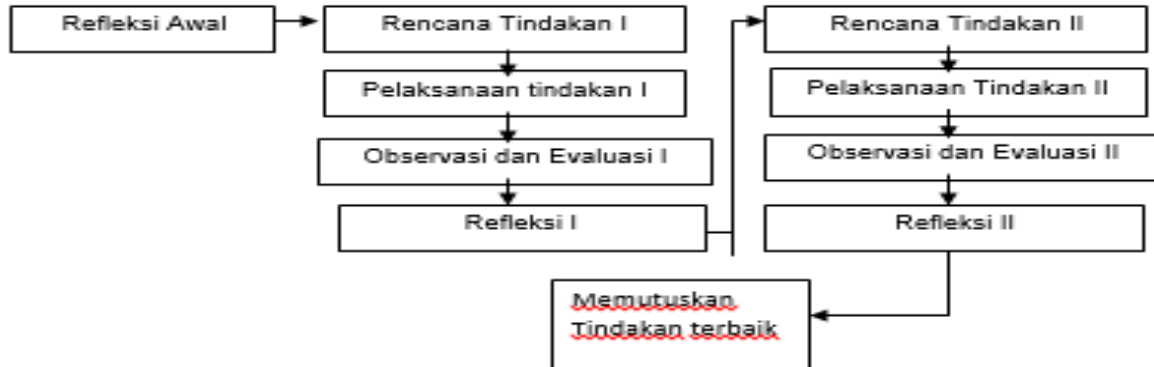 Refleksi Awal
Rencana Tindakan I
Pelaksanaan tindakan I
Observasi dan Evaluasi I
Refleksi I
Rencana Tindakan II
Pelaksanaan Tindakan II
Observasi dan Evaluasi II
Refleksi II
Memutuskan
Tindakan terbaik